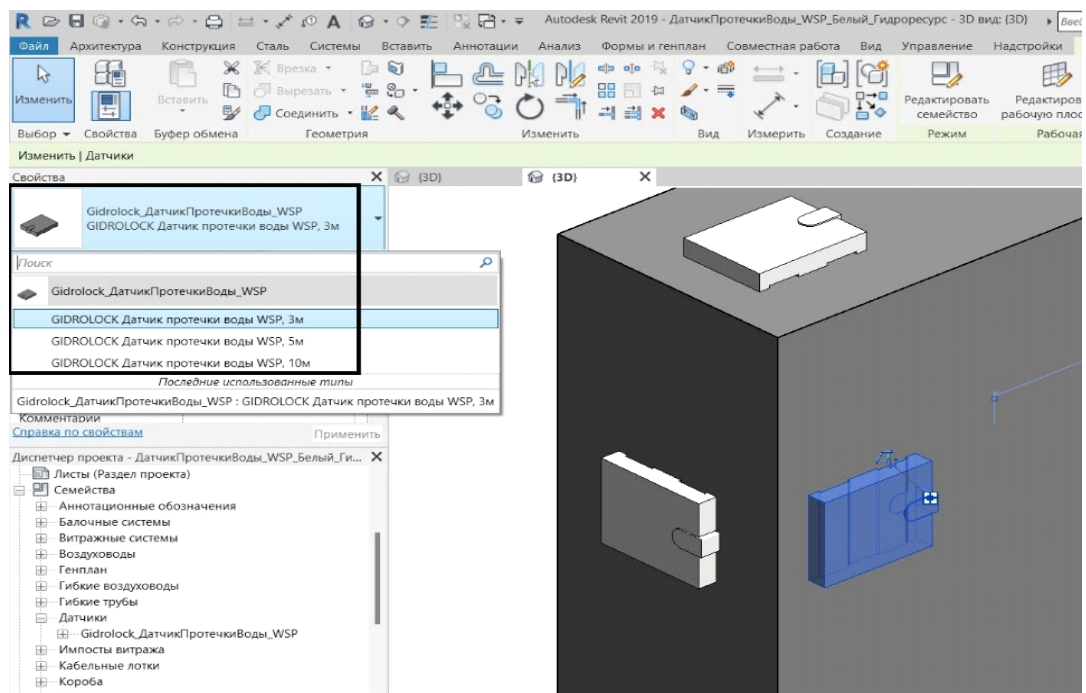 Autodesk Revit 2019 - ДатчикПротечкиВоды_WSP_Белый_Гидроресурс - 3D вид: {3D}
Файл Архитектура Конструкция Сталь Системы Вставить Аннотации Анализ Формы и генплан Совместная работа Вид Управление Надстройки
Изменить
Вставить
Врезка
Вырезать
Соединить
Редактировать семейство
рабочую
Выбор Свойства Буфер обмена Геометрия Изменить Вид Измерить Создание Режим
Изменить | Датчики
Свойства
{3D}
{3D}
Gidrolock_ДатчикПротечкиВоды_WSP
GIDROLOCK Датчик протечки воды WSP, 3м
Поиск
Gidrolock_ДатчикПротечкиВоды_WSP
GIDROLOCK Датчик протечки воды WSP, 3м
GIDROLOCK Датчик протечки воды WSP, 5м
GIDROLOCK Датчик протечки воды WSP, 10м
Последние использованные типы
Gidrolock_ДатчикПротечкиВоды_WSP : GIDROLOCK Датчик протечки воды WSP, 3м
Комментарии
Справка по свойствам Применить
Диспетчер проекта - ДатчикПротечкиВоды_WSP_Белый_Ги...
Листы (Раздел проекта)
Семейства
Аннотационные обозначения
Балочные системы
Витражные системы
Воздуховоды
Генплан
Гибкие воздуховоды
Гибкие трубы
Датчики
Gidrolock_ДатчикПротечкиВоды_WSP
Импосты витража
Кабельные лотки
Короба